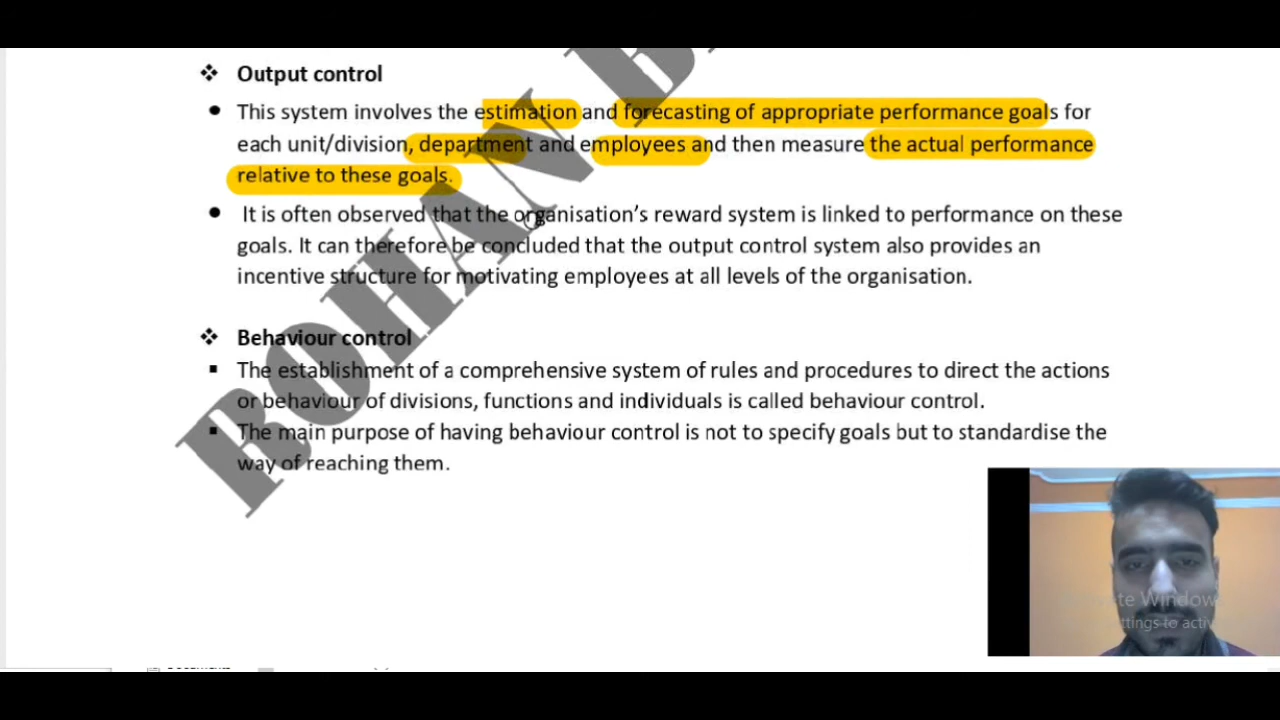 Output control
This system involves the estimation and forecasting of appropriate performance goals for
each unit/division, department and employees and then measure the actual performance
relative to these goals.
It is often observed that the organisation's reward system is linked to performance on these
goals. It can therefore be concluded that the output control system also provides an
incentive structure for motivating employees at all levels of the organisation.
Behaviour control
The establishment of a comprehensive system of rules and procedures to direct the actions
or behaviour of divisions, functions and individuals is called behaviour control.
The main purpose of having behaviour control is not to specify goals but to standardise the
way of reaching them.
ROHAN